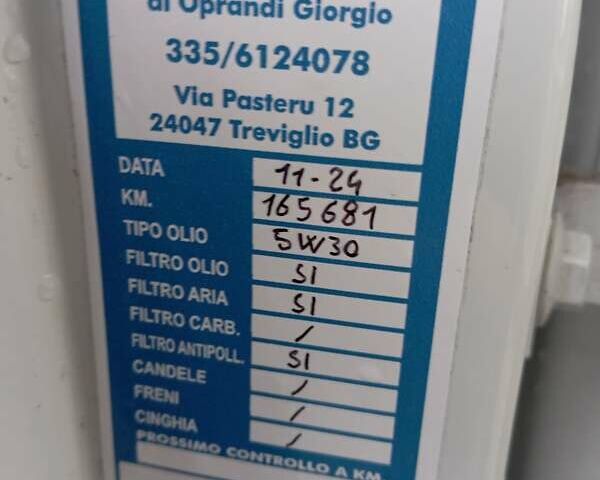 di Oprandi Giorgio
335/6124078
Via Pasteru 12
24047 Treviglio BG
DATA 11-24
KM. 165681
TIPO OLIO 5W30
FILTRO OLIO SI
FILTRO ARIA SI
FILTRO CARB. /
FILTRO ANTIPOLL. SI
CANDELE /
FRENI /
CINGHIA /
PROSSIMO CONTROLLO A KM.